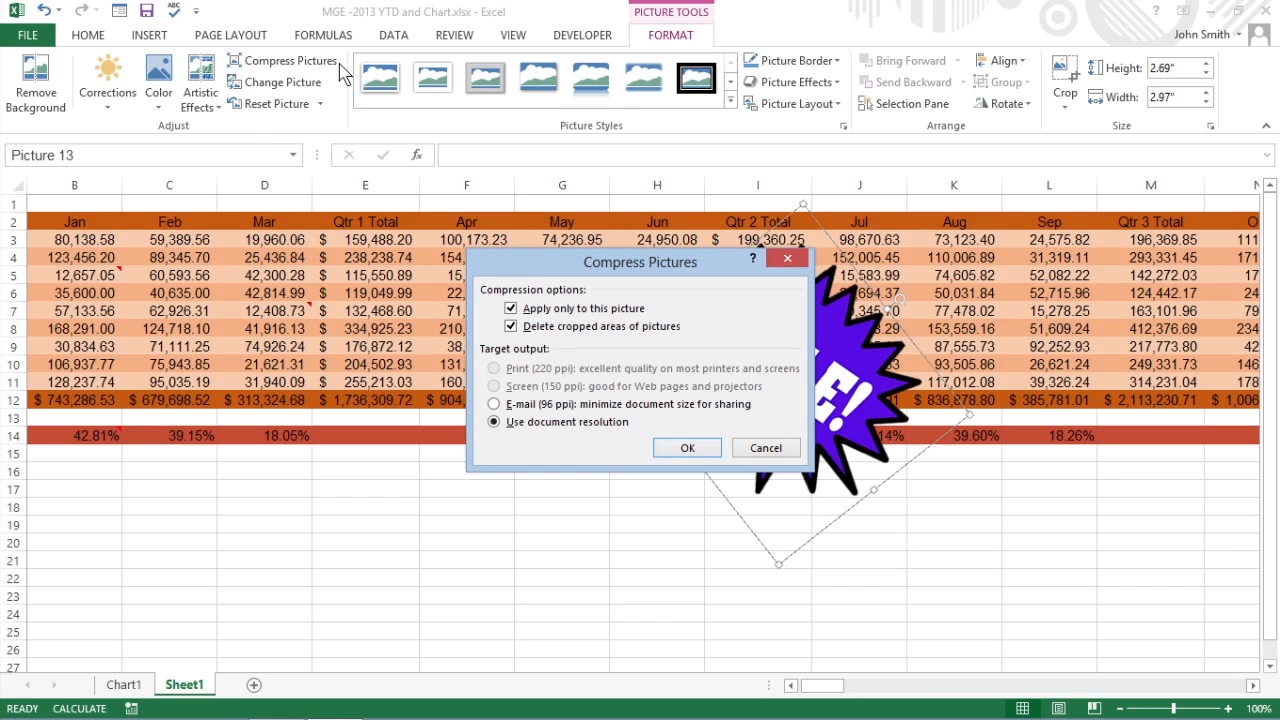 MGE -2013 YTD and Chart.xlsx - Excel
PICTURE TOOLS
FILE HOME INSERT PAGE LAYOUT FORMULAS DATA REVIEW VIEW DEVELOPER FORMAT John Smith
Remove Background
Corrections
Color
Artistic Effects
Compress Pictures
Change Picture
Reset Picture
Adjust
Picture Styles
Picture Border
Picture Effects
Picture Layout
Bring Forward
Send Backward
Selection Pane
Align
Group
Rotate
Arrange
Crop
Height: 2.69"
Width: 2.97"
Size
Picture 13 fx
B C D E F G H I J K L M N
1
2 Jan Feb Mar Qtr 1 Total Apr May Jun Qtr 2 Total Jul Aug Sep Qtr 3 Total O
3 80,138.58 59,389.56 19,960.06 $ 159,488.20 100,173.23 74,236.95 24,950.08 $ 199,360.25 98,670.63 73,123.40 24,575.82 196,369.85 111
4 123,456.20 89,345.70 25,436.84 $ 238,238.74 154, 152,005.45 110,006.89 31,319.11 293,331.45 171
5 12,657.05 60,593.56 42,300.28 $ 115,550.89 15, 15,583.99 74,605.82 52,082.22 142,272.03 17
6 35,600.00 40,635.00 42,814.99 $ 119,049.99 22, 50,031.84 52,715.96 124,442.17 24
7 57,133.56 62,926.31 12,408.73 $ 132,468.60 71, 77,478.02 15,278.25 163,101.96 79
8 168,291.00 124,718.10 41,916.13 $ 334,925.23 210, 153,559.16 51,609.24 412,376.69 234
9 30,834.63 71,111.25 74,926.24 $ 176,872.12 38, 87,555.73 92,252.93 217,773.80 42
10 106,937.77 75,943.85 21,621.31 $ 204,502.93 131, 93,505.86 26,621.24 249,331.73 146
11 128,237.74 95,035.19 31,940.09 $ 255,213.03 160, 117,012.08 39,326.24 314,231.04 178
12 $ 743,286.53 $ 679,698.52 $ 313,324.68 $ 1,736,309.72 $ 904, $ 836,878.80 $ 385,781.01 $ 2,113,230.71 $ 1,006
13
14 42.81% 39.15% 18.05% 14% 39.60% 18.26%
15
16
17
18
19
20
21
22
23
24
25
26
27
Compress Pictures ?
Compression options:
Apply only to this picture
Delete cropped areas of pictures
Target output:
Print (220 ppi): excellent quality on most printers and screens
Screen (150 ppi): good for Web pages and projectors
E-mail (96 ppi): minimize document size for sharing
Use document resolution
OK Cancel
E!
Chart1 Sheet1
READY CALCULATE 100%